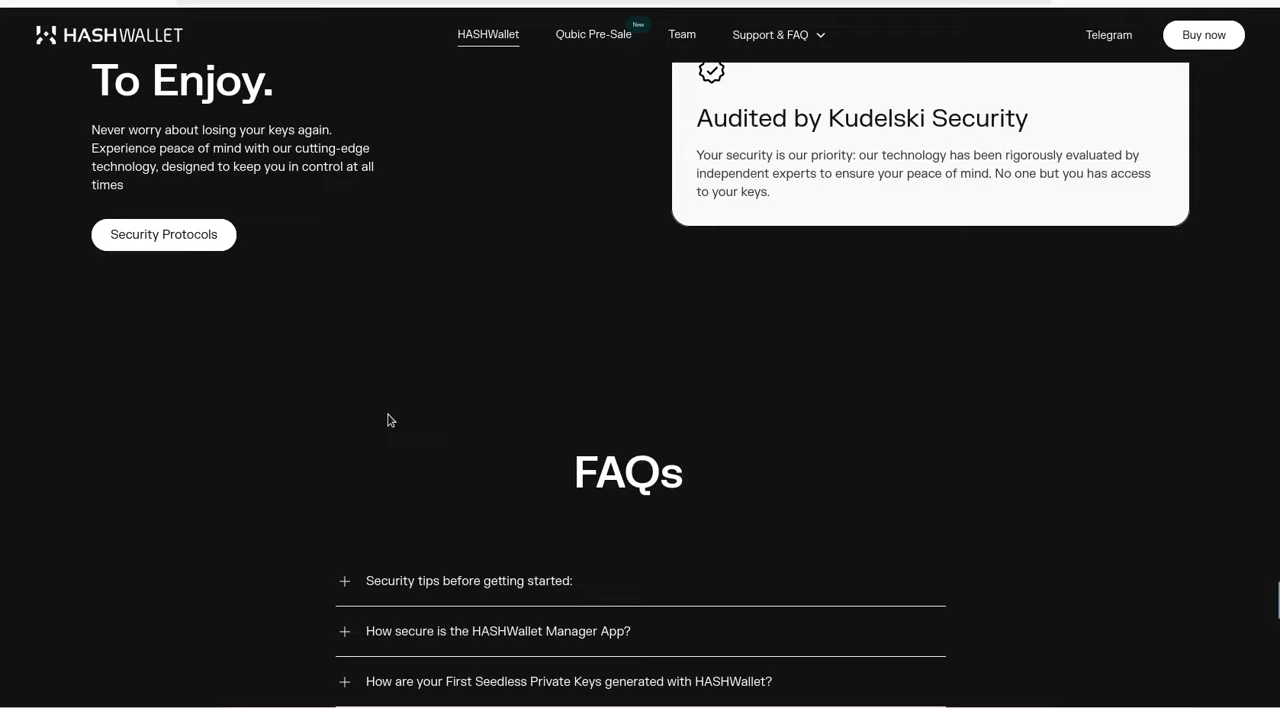 HASHWALLET
HASHWallet
Qubic Pre-Sale
New
Team
Support & FAQ
Telegram
Buy now
To Enjoy.
Never worry about losing your keys again.
Experience peace of mind with our cutting-edge
technology, designed to keep you in control at all
times
Security Protocols
Audited by Kudelski Security
Your security is our priority: our technology has been rigorously evaluated by
independent experts to ensure your peace of mind. No one but you has access
to your keys.
FAQs
Security tips before getting started:
How secure is the HASHWallet Manager App?
How are your First Seedless Private Keys generated with HASHWallet?